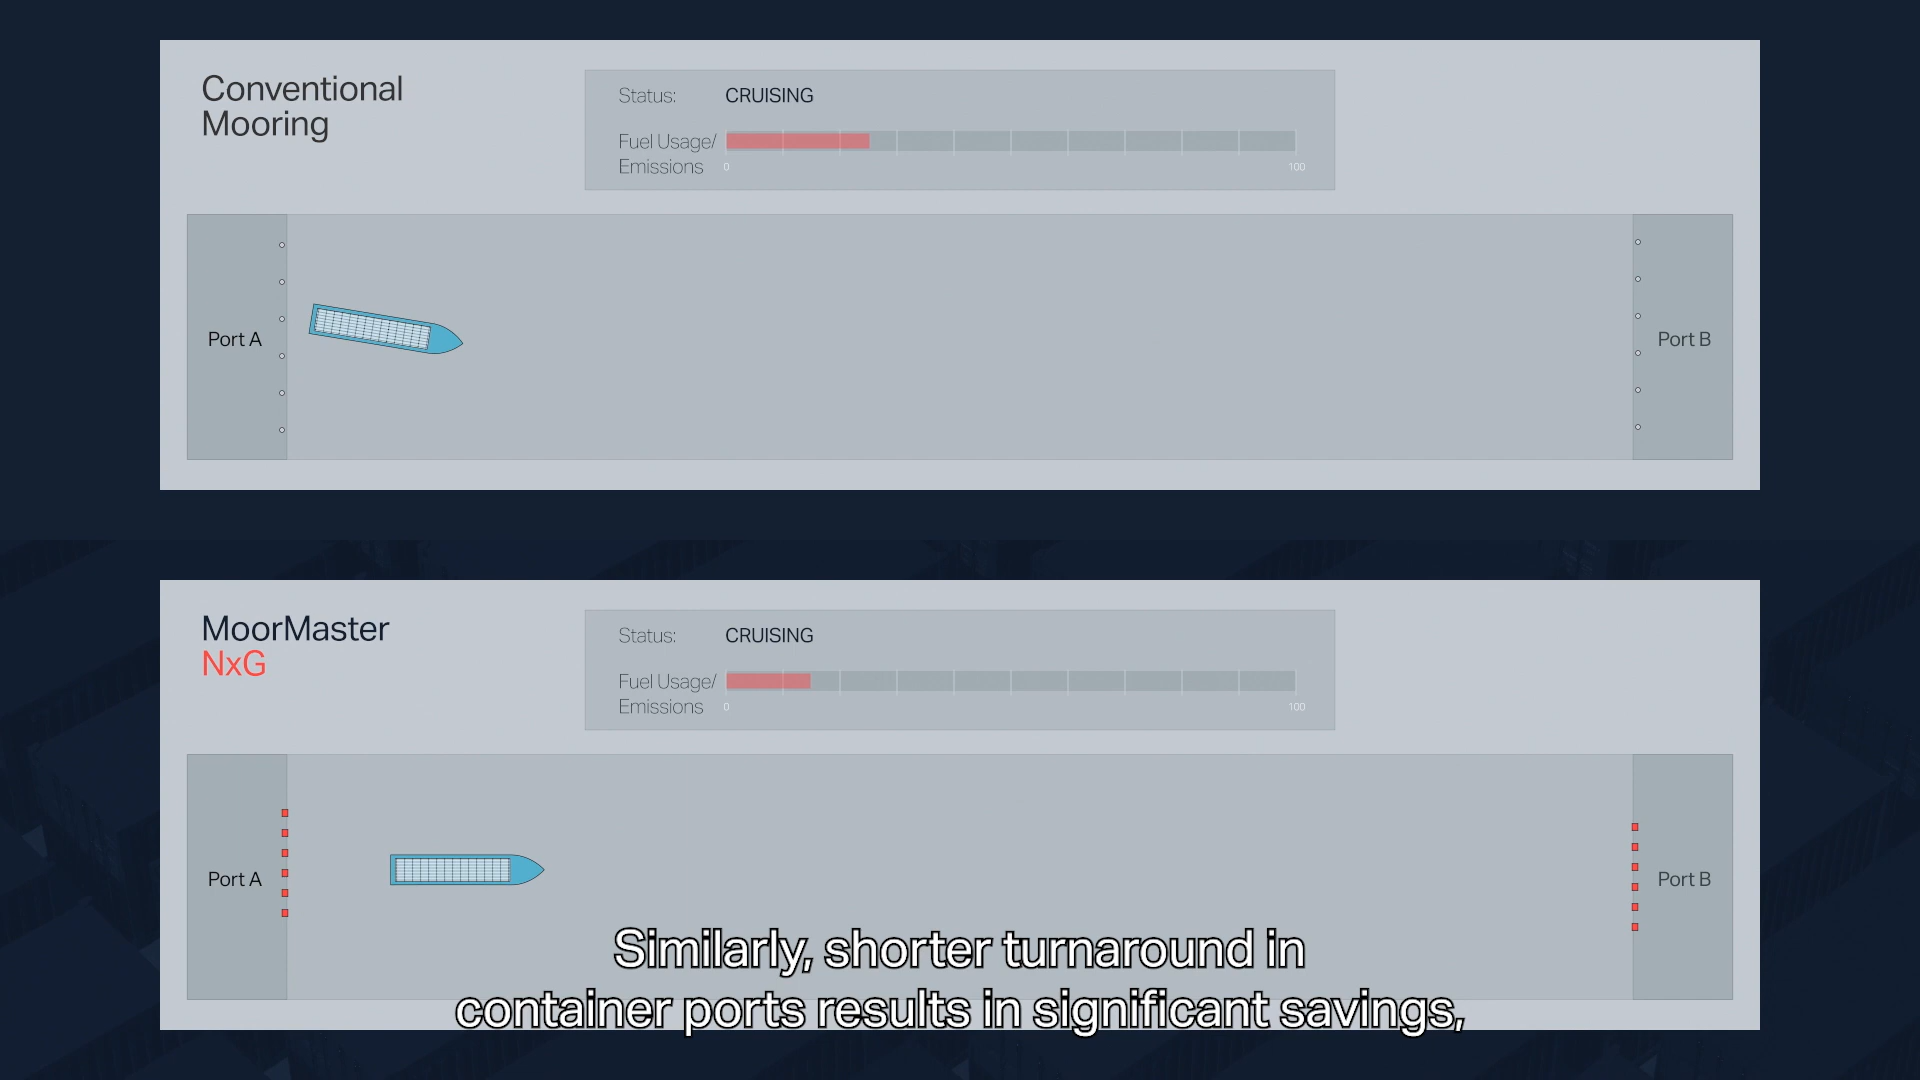 Conventional
Mooring
Status: CRUISING
Fuel Usage/
Emissions
0 100
Port A
Port B
MoorMaster
NxG
Status: CRUISING
Fuel Usage/
Emissions
0 100
Port A
Port B
Similarly, shorter turnaround in
container ports results in significant savings,